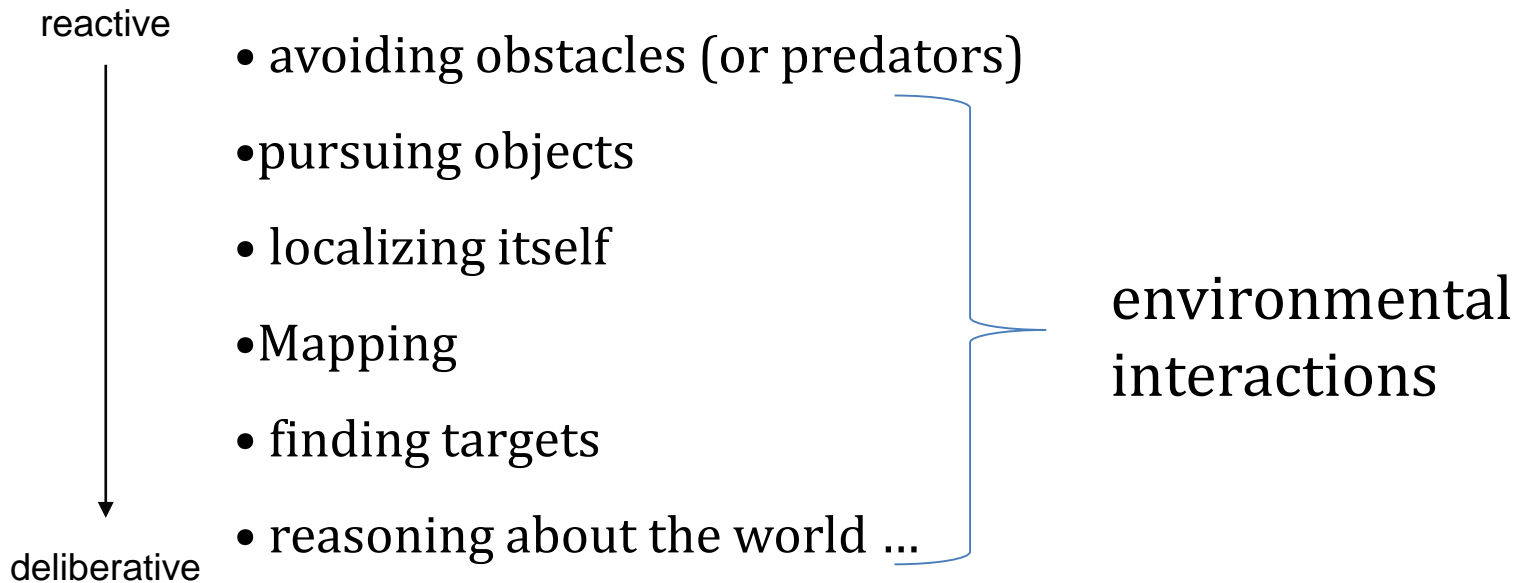 reactive
• avoiding obstacles (or predators)
•pursuing objects
• localizing itself
•Mapping
• finding targets
• reasoning about the world ...
deliberative
environmental
interactions